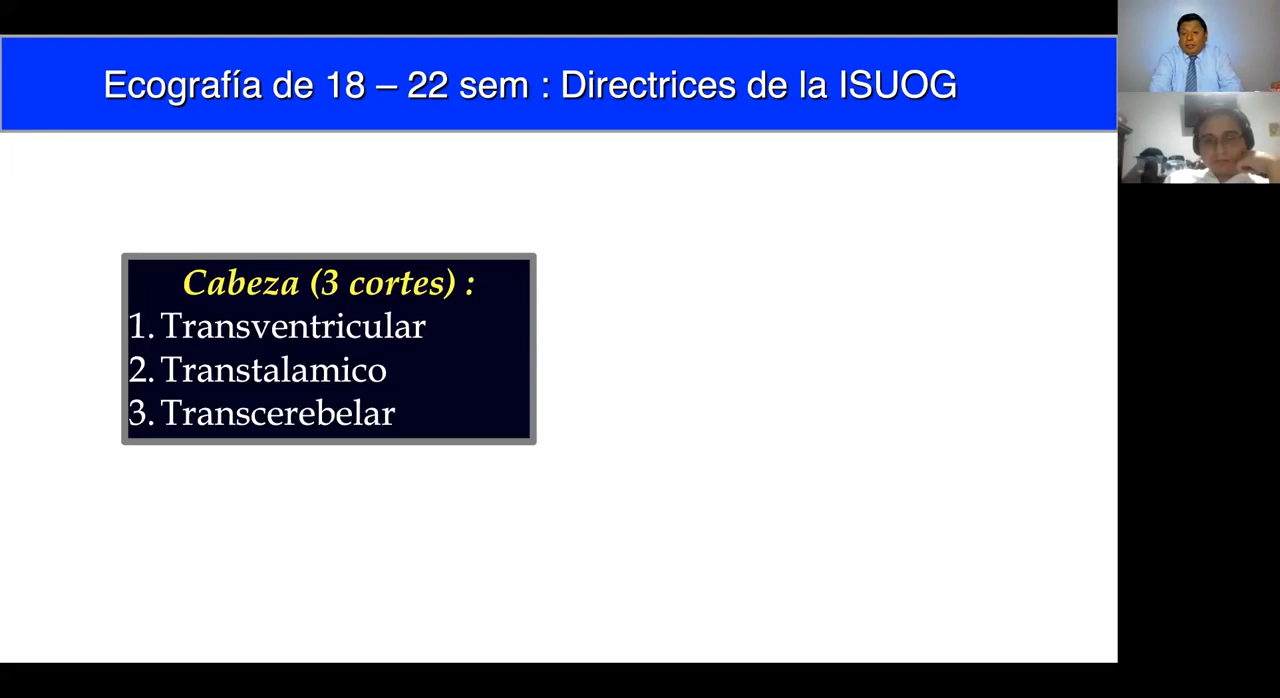 Ecografía de 18 – 22 sem : Directrices de la ISUOG
Cabeza (3 cortes) :
1. Transventricular
2. Transtalamico
3. Transcerebelar